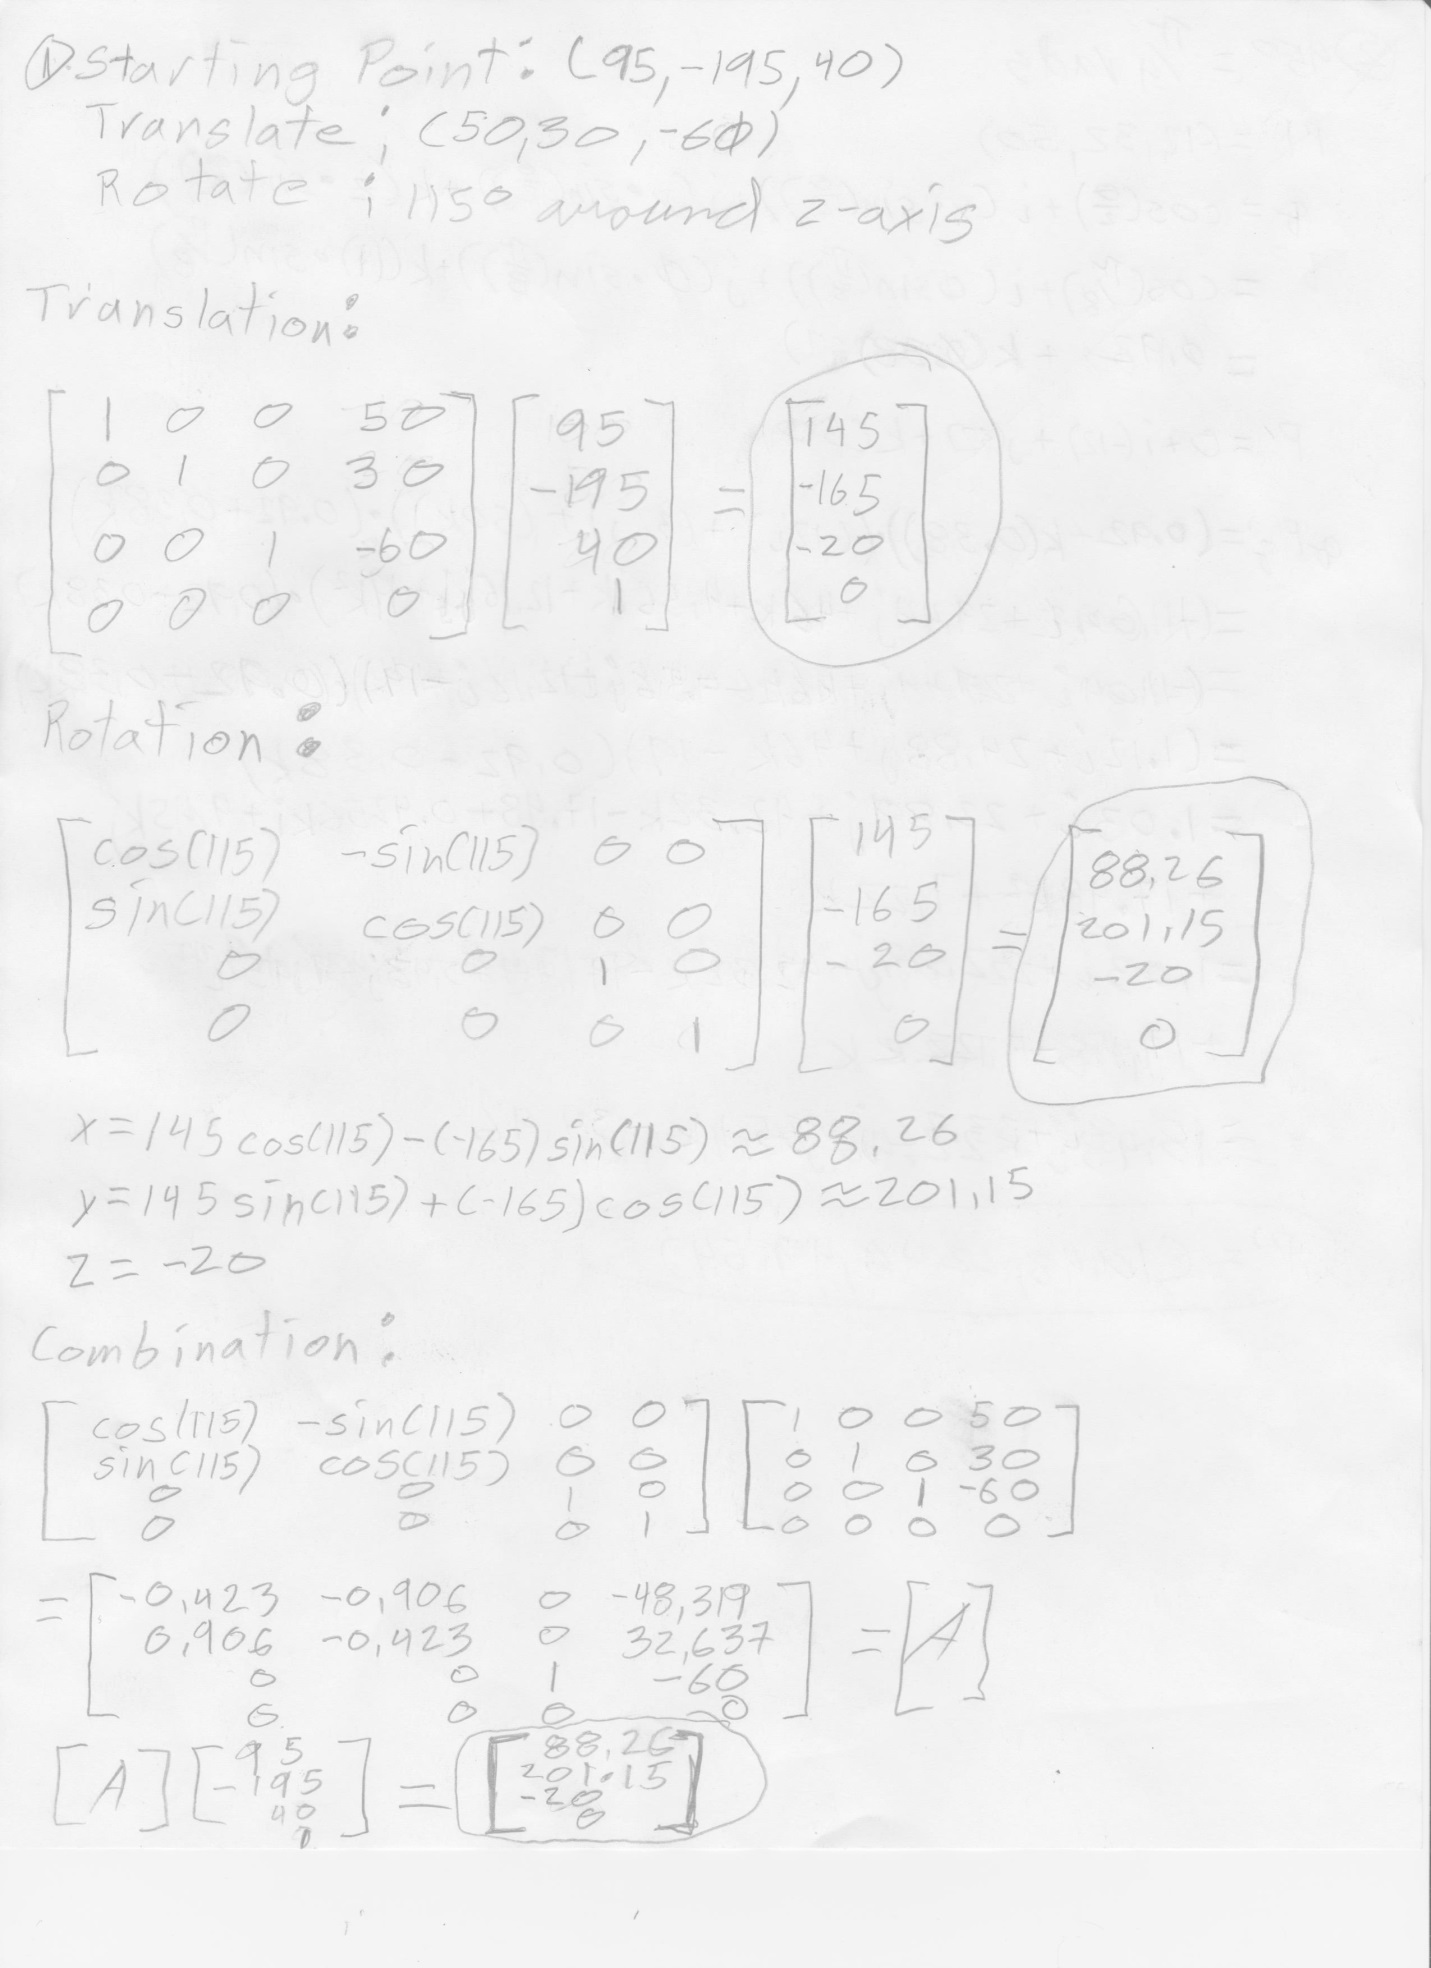 ① Starting Point: (95,-195,40)
Translate: (50,30,-60)
Rotate: 115° around z-axis
Translation:
[1 0 0 50] [95] = [145]
[0 1 0 30] [-195] [-165]
[0 0 1 -60] [40] [-20]
[0 0 0 0] [1] [0]
Rotation:
[cos(115) -sin(115) 0 0] [145] [88.26]
[sin(115) cos(115) 0 0] [-165] = [201.15]
[0 0 1 0] [-20] [-20]
[0 0 0 1] [0] [0]
x=145cos(115)-(-165)sin(115)≈88.26
y=145sin(115)+(-165)cos(115)≈201.15
z=-20
Combination:
[cos(115) -sin(115) 0 0] [1 0 0 50]
[sin(115) cos(115) 0 0] [0 1 0 30]
[0 0 1 0] [0 0 1 -60]
[0 0 0 1] [0 0 0 0]
= [-0.423 -0.906 0 -48.319]
[0.906 -0.423 0 32.637] = [A]
[0 0 1 -60]
[0 0 0 0]
[A] [95] = [88.26]
[-195] [201.15]
[40] [-20]
[1] [0]